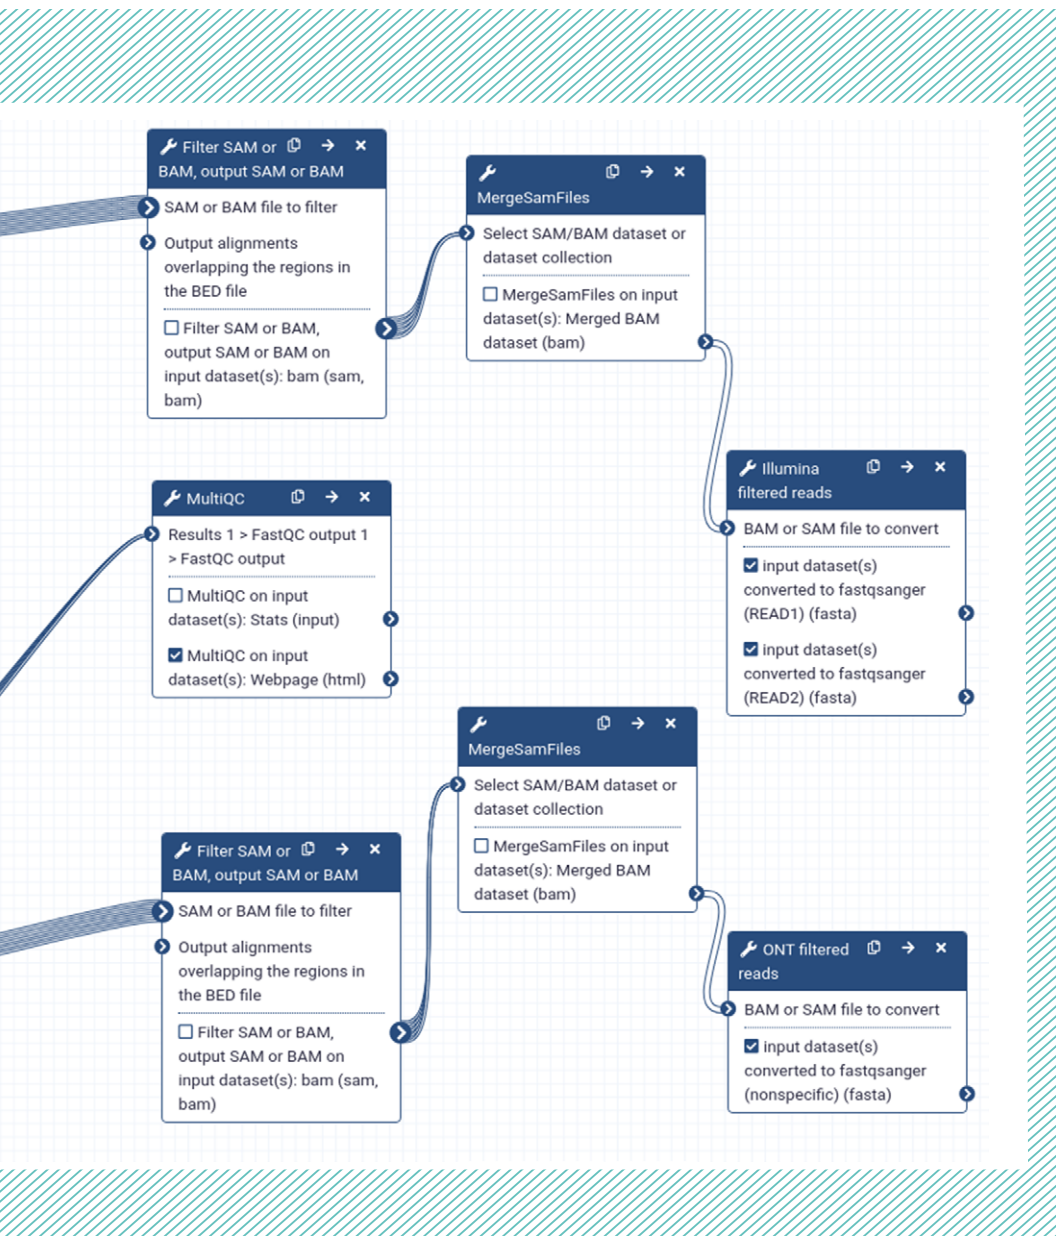 Filter SAM or
BAM, output SAM or BAM
SAM or BAM file to filter
Output alignments
overlapping the regions in
the BED file
Filter SAM or BAM,
output SAM or BAM on
input dataset(s): bam (sam,
bam)
MergeSamFiles
Select SAM/BAM dataset or
dataset collection
MergeSamFiles on input
dataset(s): Merged BAM
dataset (bam)
Illumina
filtered reads
BAM or SAM file to convert
input dataset(s)
converted to fastqsanger
(READ1) (fasta)
input dataset(s)
converted to fastqsanger
(READ2) (fasta)
MultiQC
Results 1 > FastQC output 1
> FastQC output
MultiQC on input
dataset(s): Stats (input)
MultiQC on input
dataset(s): Webpage (html)
MergeSamFiles
Select SAM/BAM dataset or
dataset collection
MergeSamFiles on input
dataset(s): Merged BAM
dataset (bam)
Filter SAM or
BAM, output SAM or BAM
SAM or BAM file to filter
Output alignments
overlapping the regions in
the BED file
Filter SAM or BAM,
output SAM or BAM on
input dataset(s): bam (sam,
bam)
ONT filtered
reads
BAM or SAM file to convert
input dataset(s)
converted to fastqsanger
(nonspecific) (fasta)